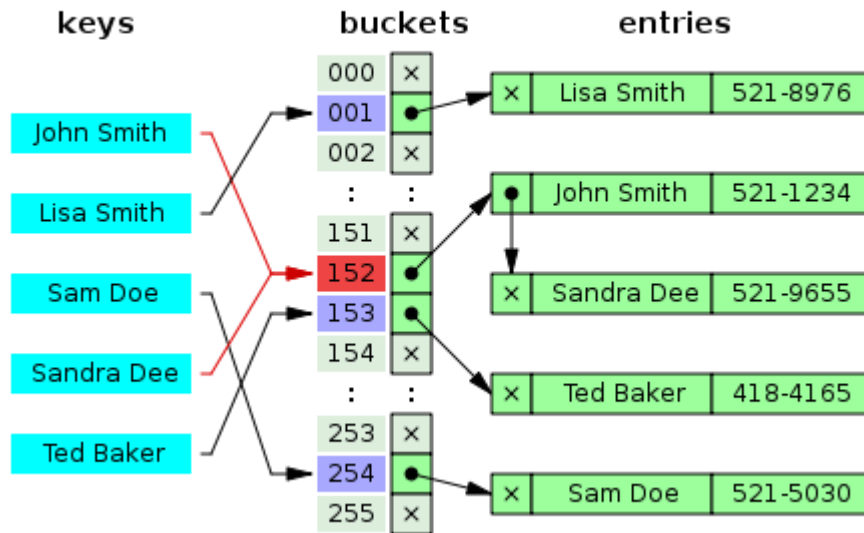 keys
buckets
entries
John Smith
Lisa Smith
Sam Doe
Sandra Dee
Ted Baker
000 ×
001
002 ×
: :
151 ×
152
153
154 ×
: :
253 ×
254
255 ×
× Lisa Smith 521-8976
John Smith 521-1234
× Sandra Dee 521-9655
× Ted Baker 418-4165
× Sam Doe 521-5030